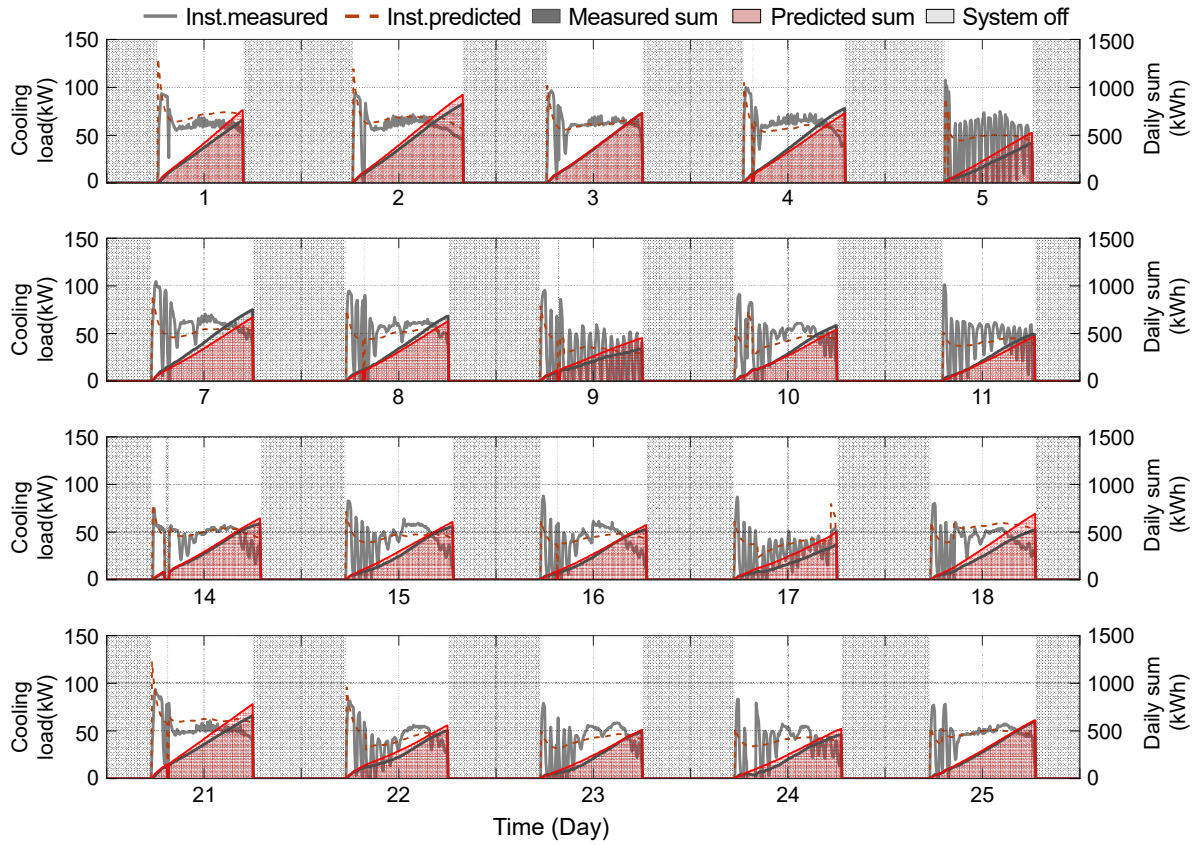 Inst.measured Inst.predicted Measured sum Predicted sum System off
150 1500
100 1000
50 500
0 0
Cooling
load(kW)
Daily sum
(kWh)
1 2 3 4 5
150 1500
100 1000
50 500
0 0
Cooling
load(kW)
Daily sum
(kWh)
7 8 9 10 11
150 1500
100 1000
50 500
0 0
Cooling
load(kW)
Daily sum
(kWh)
14 15 16 17 18
150 1500
100 1000
50 500
0 0
Cooling
load(kW)
Daily sum
(kWh)
21 22 23 24 25
Time (Day)